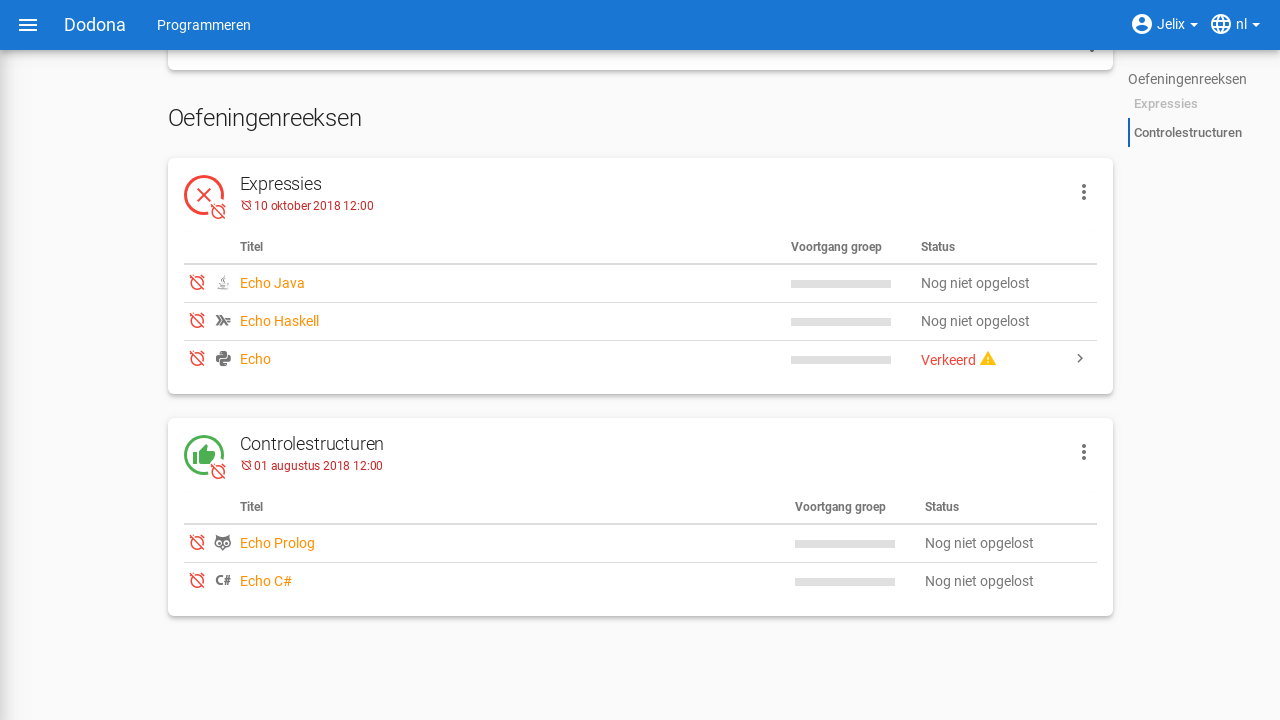 Dodona Programmeren Jelix nl
Oefeningenreeksen
Expressies
Controlestructuren
Oefeningenreeksen
Expressies
10 oktober 2018 12:00
Titel Voortgang groep Status
Echo Java Nog niet opgelost
Echo Haskell Nog niet opgelost
Echo Verkeerd
Controlestructuren
01 augustus 2018 12:00
Titel Voortgang groep Status
Echo Prolog Nog niet opgelost
C# Echo C# Nog niet opgelost